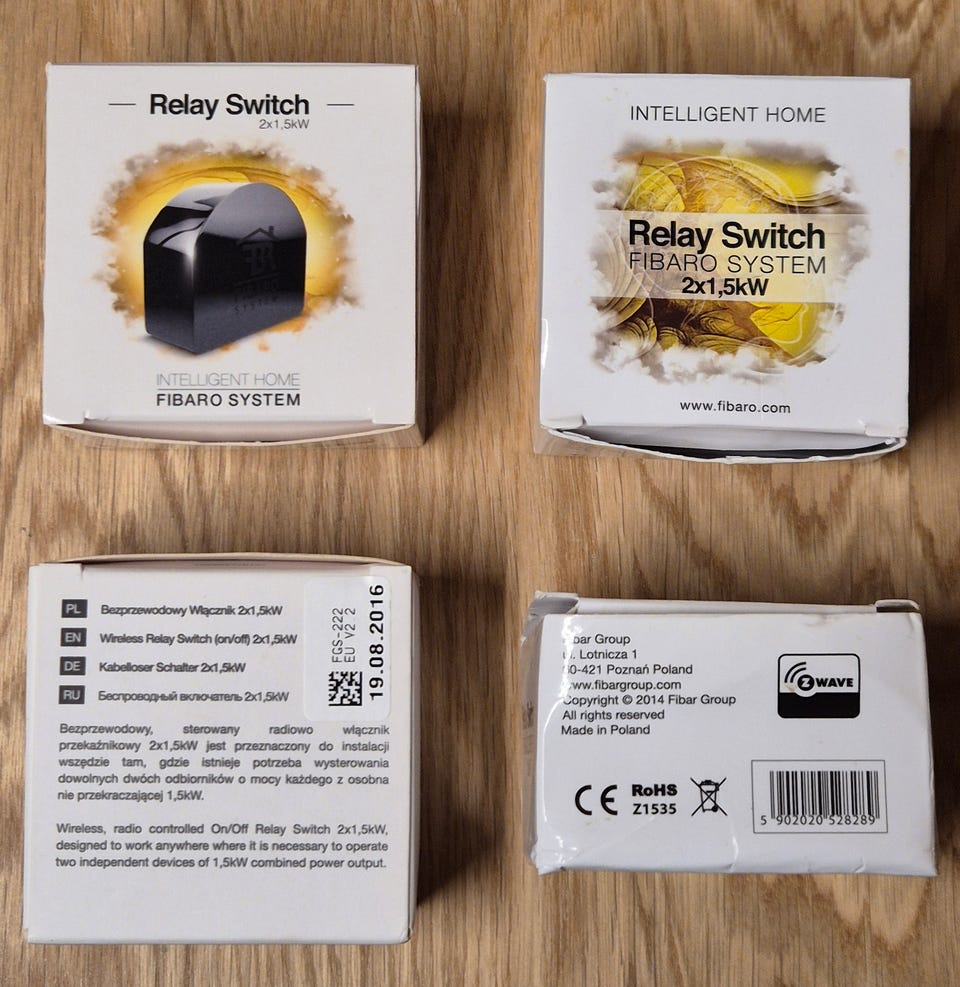 Relay Switch
2x1,5kW
FIBARO
SYSTEM
INTELLIGENT HOME
FIBARO SYSTEM
INTELLIGENT HOME
Relay Switch
FIBARO SYSTEM
2x1,5kW
www.fibaro.com
PL Bezprzewodowy Włącznik 2x1,5kW
EN Wireless Relay Switch (on/off) 2x1,5kW
DE Kabelloser Schalter 2x1,5kW
RU Беспроводный включатель 2x1,5kW
FGS-222
EU V2 2
19.08.2016
Bezprzewodowy, sterowany radiowo włącznik
przekaźnikowy 2x1,5kW jest przeznaczony do instalacji
wszędzie tam, gdzie istnieje potrzeba wysterowania
dowolnych dwóch odbiorników o mocy każdego z osobna
nie przekraczającej 1,5kW.
Wireless, radio controlled On/Off Relay Switch 2x1,5kW,
designed to work anywhere where it is necessary to operate
two independent devices of 1,5kW combined power output.
Fibar Group
ul. Lotnicza 1
60-421 Poznań Poland
www.fibargroup.com
Copyright © 2014 Fibar Group
All rights reserved
Made in Poland
Z WAVE
CE RoHS
Z1535
5 902020 528289